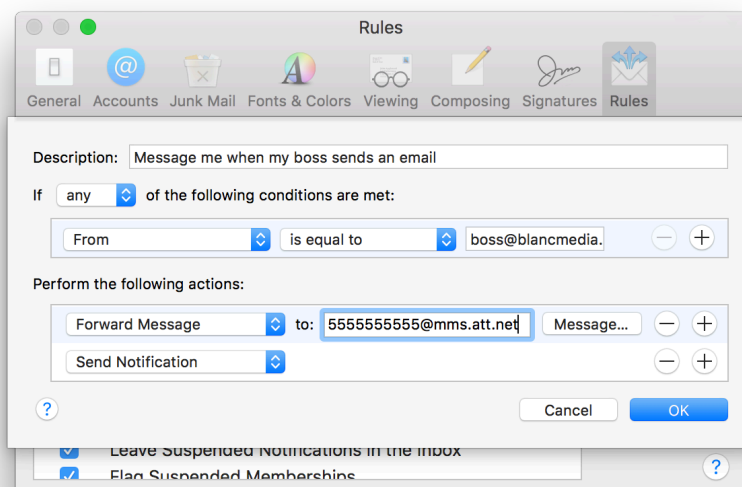 Rules
General Accounts Junk Mail Fonts & Colors Viewing Composing Signatures Rules
Description: Message me when my boss sends an email
If any of the following conditions are met:
From is equal to boss@blancmedia.
Perform the following actions:
Forward Message to: 5555555555@mms.att.net Message...
Send Notification
? Cancel OK
Leave Suspended Notifications in the Inbox
Flag Suspended Memberships
?